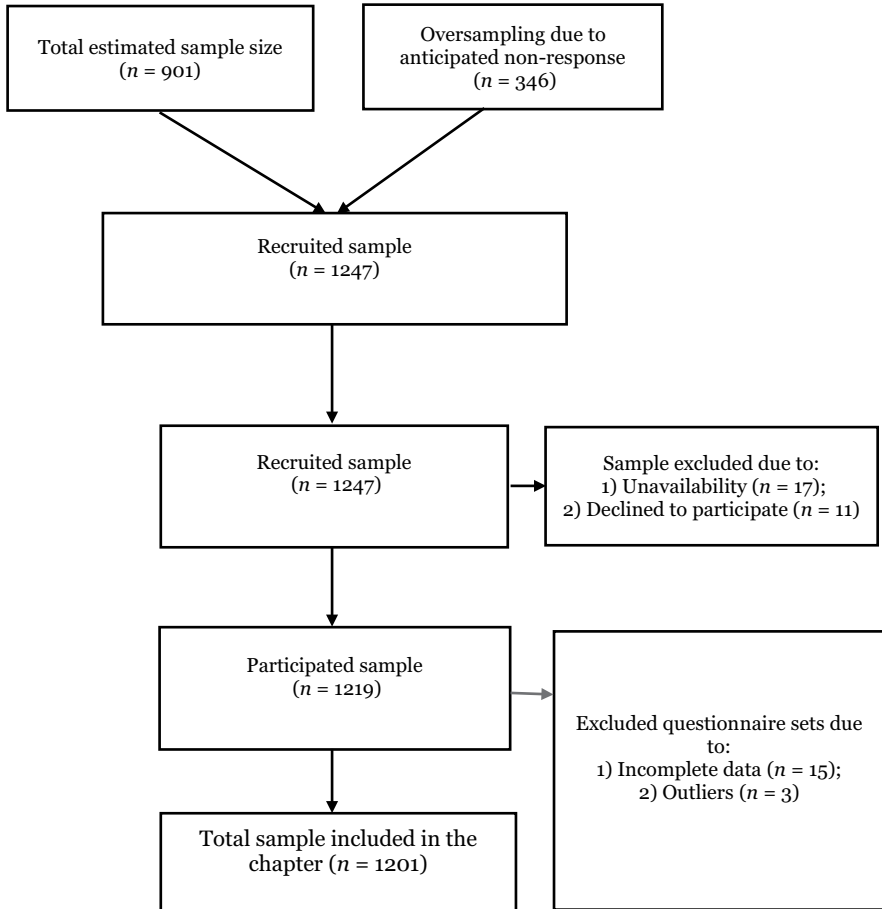 Total estimated sample size
(n = 901)
Oversampling due to
anticipated non-response
(n = 346)
Recruited sample
(n = 1247)
Recruited sample
(n = 1247)
Sample excluded due to:
1) Unavailability (n = 17);
2) Declined to participate (n = 11)
Participated sample
(n = 1219)
Excluded questionnaire sets due
to:
1) Incomplete data (n = 15);
2) Outliers (n = 3)
Total sample included in the
chapter (n = 1201)